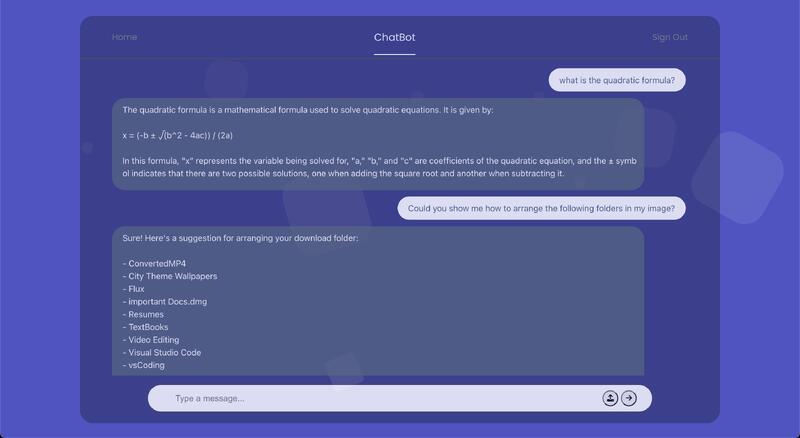 Home
ChatBot
Sign Out
what is the quadratic formula?
The quadratic formula is a mathematical formula used to solve quadratic equations. It is given by:
x = (-b ± √(b^2 - 4ac)) / (2a)
In this formula, "x" represents the variable being solved for, "a," "b," and "c" are coefficients of the quadratic equation, and the ± symb
ol indicates that there are two possible solutions, one when adding the square root and another when subtracting it.
Could you show me how to arrange the following folders in my image?
Sure! Here's a suggestion for arranging your download folder:
- ConvertedMP4
- City Theme Wallpapers
- Flux
- important Docs.dmg
- Resumes
- TextBooks
- Video Editing
- Visual Studio Code
- vsCoding
Type a message...